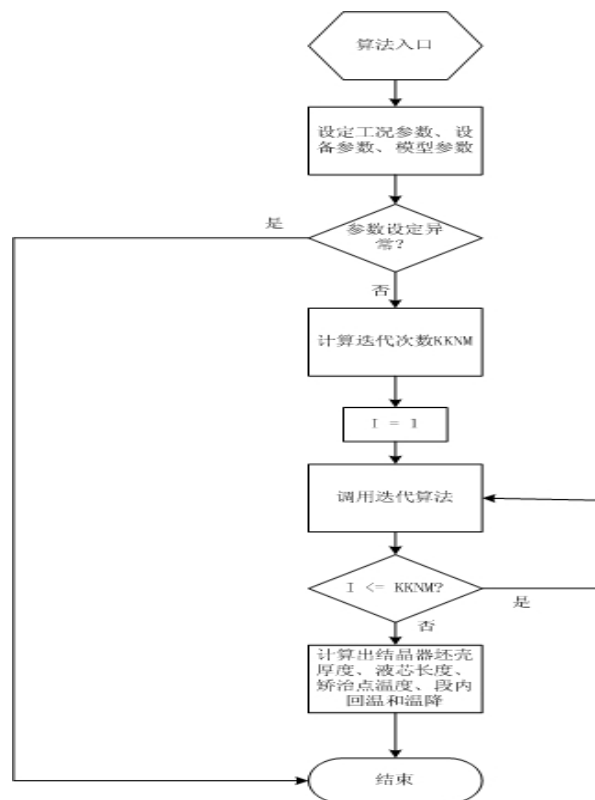 算法入口
设定工况参数、设
备参数、模型参数
是
参数设定异
常?
否
计算迭代次数KKNM
I = 1
调用迭代算法
I <= KKNM?
是
否
计算出结晶器坯壳
厚度、液芯长度、
矫治点温度、段内
回温和温降
结束